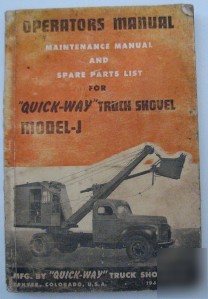 OPERATORS MANUAL
MAINTENANCE MANUAL
AND
SPARE PARTS LIST
FOR
"QUICK-WAY" TRUCK SHOVEL
MODEL-J
MFG. BY "QUICK-WAY" TRUCK SHO
DENVER, COLORADO, U.S.A.